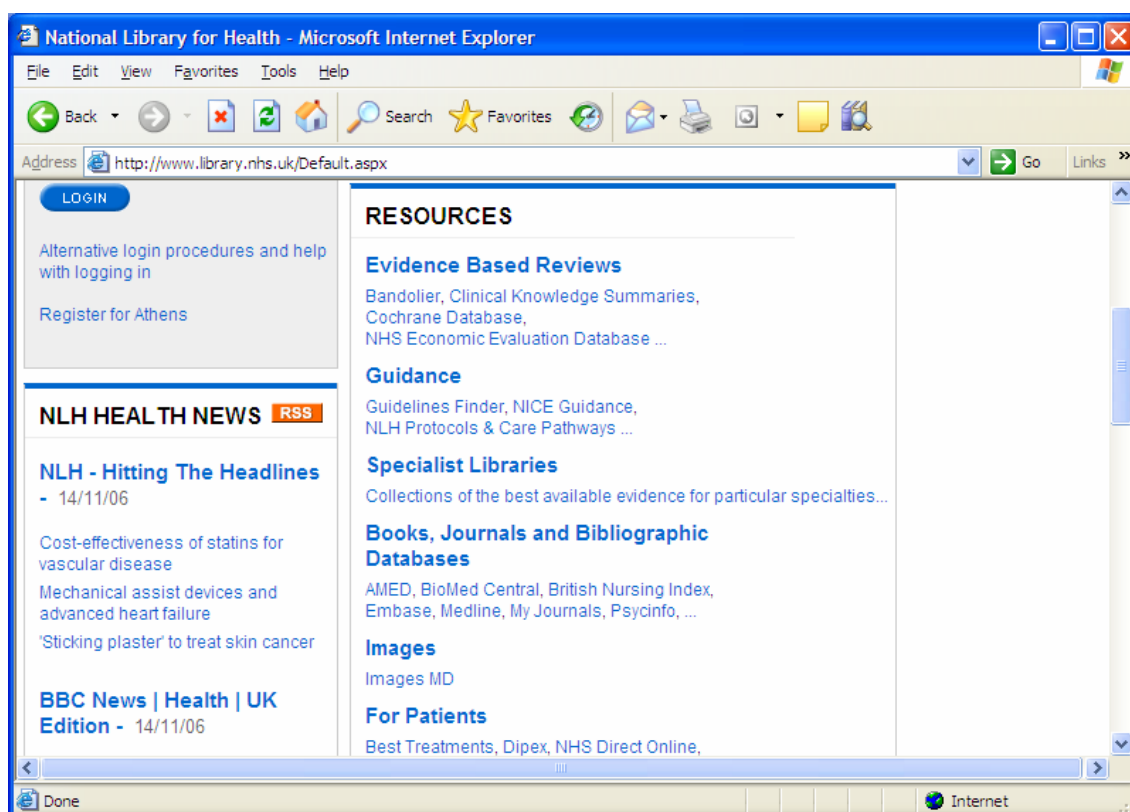 National Library for Health - Microsoft Internet Explorer
File Edit View Favorites Tools Help
Back Search Favorites
Address http://www.library.nhs.uk/Default.aspx Go Links »
LOGIN
Alternative login procedures and help
with logging in
Register for Athens
NLH HEALTH NEWS RSS
NLH - Hitting The Headlines
- 14/11/06
Cost-effectiveness of statins for
vascular disease
Mechanical assist devices and
advanced heart failure
'Sticking plaster' to treat skin cancer
BBC News | Health | UK
Edition - 14/11/06
RESOURCES
Evidence Based Reviews
Bandolier, Clinical Knowledge Summaries,
Cochrane Database,
NHS Economic Evaluation Database ...
Guidance
Guidelines Finder, NICE Guidance,
NLH Protocols & Care Pathways ...
Specialist Libraries
Collections of the best available evidence for particular specialties...
Books, Journals and Bibliographic
Databases
AMED, BioMed Central, British Nursing Index,
Embase, Medline, My Journals, Psycinfo, ...
Images
Images MD
For Patients
Best Treatments, Dipex, NHS Direct Online,
Done Internet